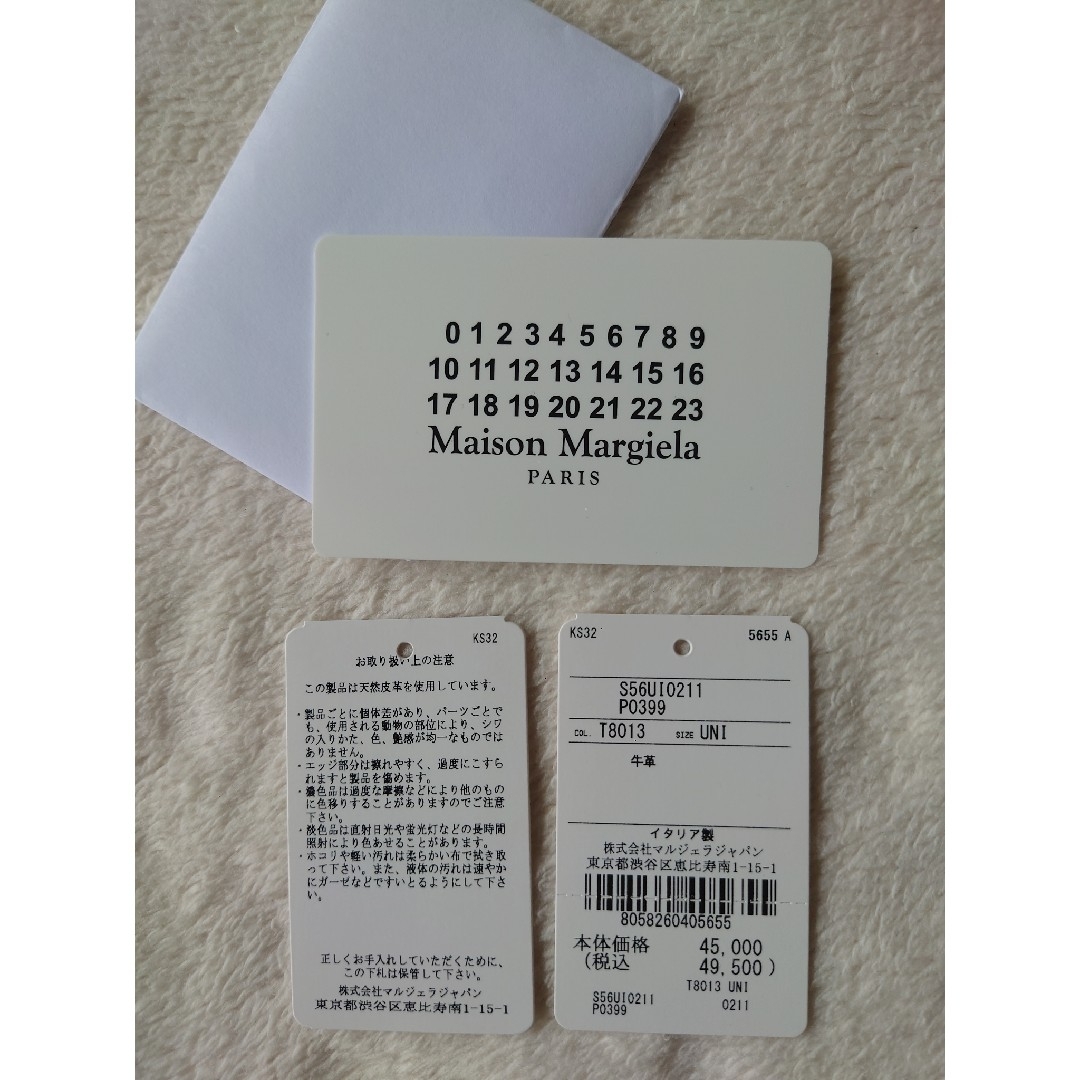 0 1 2 3 4 5 6 7 8 9
10 11 12 13 14 15 16
17 18 19 20 21 22 23
Maison Margiela
PARIS
KS32
お取り扱い上の注意
この製品は天然皮革を使用しています。
・製品ごとに個体差があり、パーツごとで
も、使用される動物の部位により、シワ
の入りかた、色、艶感が均一なものでは
ありません。
・エッジ部分は擦れやすく、過度にこすら
れますと製品を傷めます。
・濃色品は過度な摩擦などにより他のもの
に色移りすることがありますのでご注意
下さい。
・淡色品は直射日光や蛍光灯などの長時間
照射により色あせることがあります。
・ホコリや軽い汚れは柔らかい布で拭き取
って下さい。また、液体の汚れは速やか
にガーゼなどですいとるようにして下さ
い。
正しくお手入れしていただくために、
この下札は保管して下さい。
株式会社マルジェラジャパン
東京都渋谷区恵比寿南1-15-1
KS32 5655 A
S56UI0211
P0399
COL. T8013 SIZE UNI
牛革
イタリア製
株式会社マルジェラジャパン
東京都渋谷区恵比寿南1-15-1
8058260405655
本体価格 45,000
(税込 49,500)
T8013 UNI
S56UI0211 0211
P0399